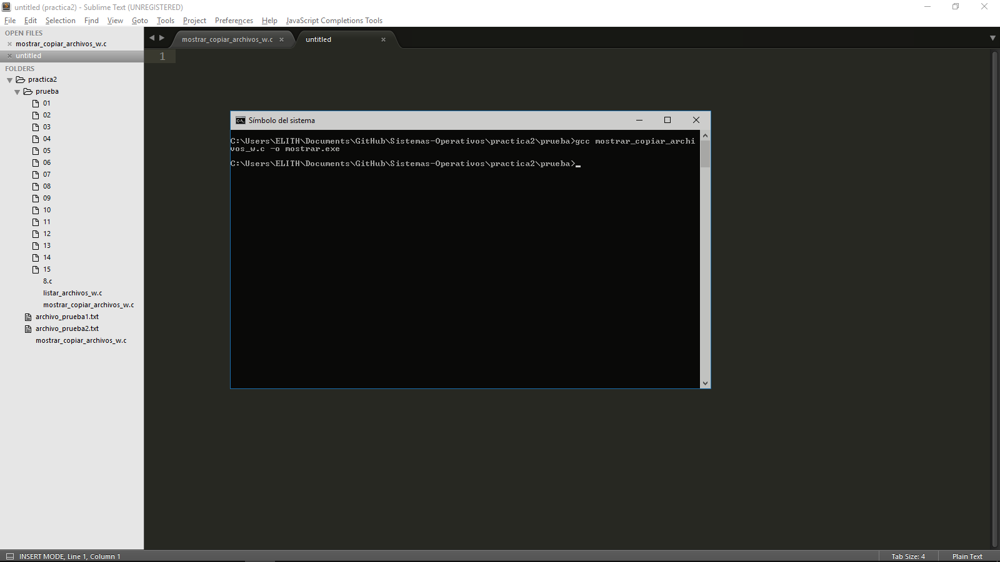 untitled (practica2) - Sublime Text (UNREGISTERED)
File Edit Selection Find View Goto Tools Project Preferences Help JavaScript Completions Tools
OPEN FILES
mostrar_copiar_archivos_w.c
untitled
FOLDERS
practica2
prueba
01
02
03
04
05
06
07
08
09
10
11
12
13
14
15
8.c
listar_archivos_w.c
mostrar_copiar_archivos_w.c
archivo_prueba1.txt
archivo_prueba2.txt
mostrar_copiar_archivos_w.c
mostrar_copiar_archivos_w.c untitled
1
Símbolo del sistema
C:\Users\ELITH\Documents\GitHub\Sistemas-Operativos\practica2\prueba>gcc mostrar_copiar_archi
vos_w.c -o mostrar.exe
C:\Users\ELITH\Documents\GitHub\Sistemas-Operativos\practica2\prueba>
INSERT MODE, Line 1, Column 1
Tab Size: 4
Plain Text